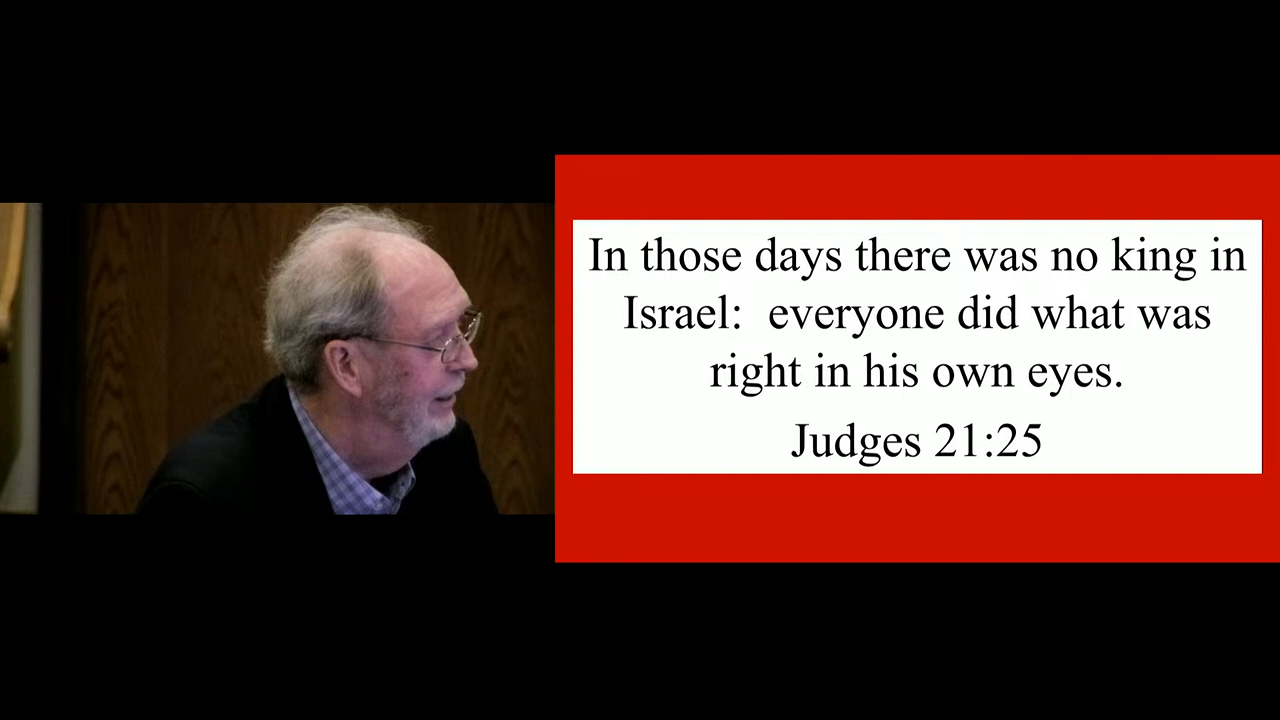 In those days there was no king in
Israel:  everyone did what was
right in his own eyes.
Judges 21:25